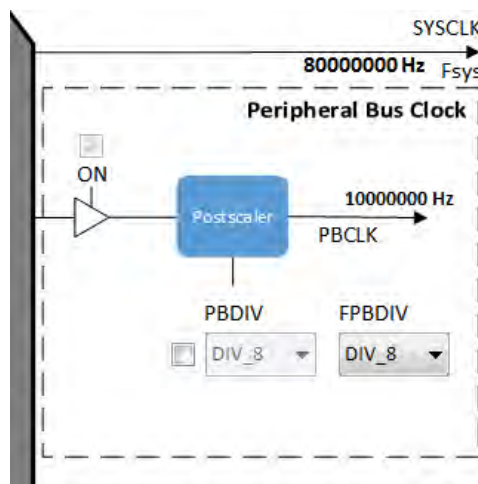 SYSCLK
80000000 Hz Fsys
Peripheral Bus Clock
ON
10000000 Hz
Postscaler
PBCLK
PBDIV FPBDIV
DIV_8 DIV_8